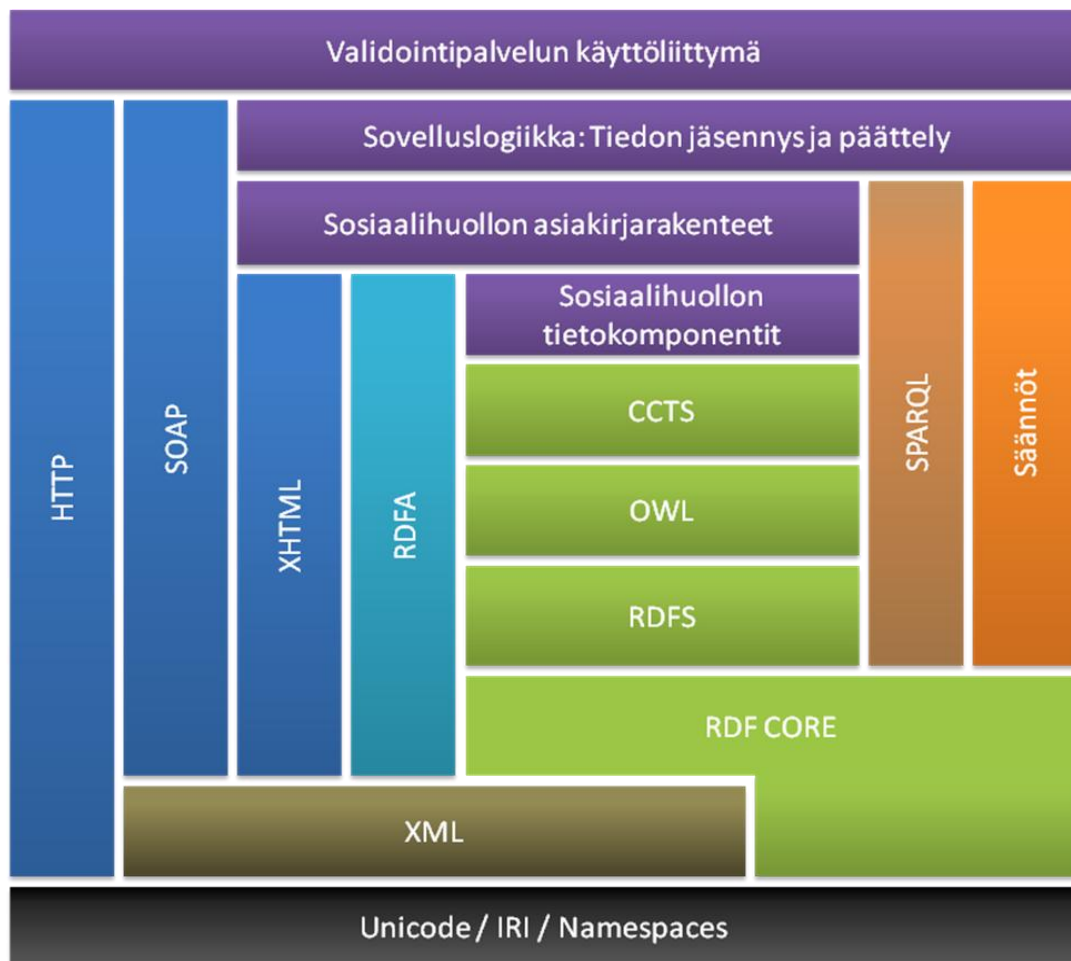 Validointipalvelun käyttöliittymä
Sovelluslogiikka: Tiedon jäsennys ja päättely
Sosiaalihuollon asiakirjarakenteet
Sosiaalihuollon
tietokomponentit
HTTP
SOAP
XHTML
RDFA
CCTS
OWL
RDFS
SPARQL
Säännöt
RDF CORE
XML
Unicode / IRI / Namespaces